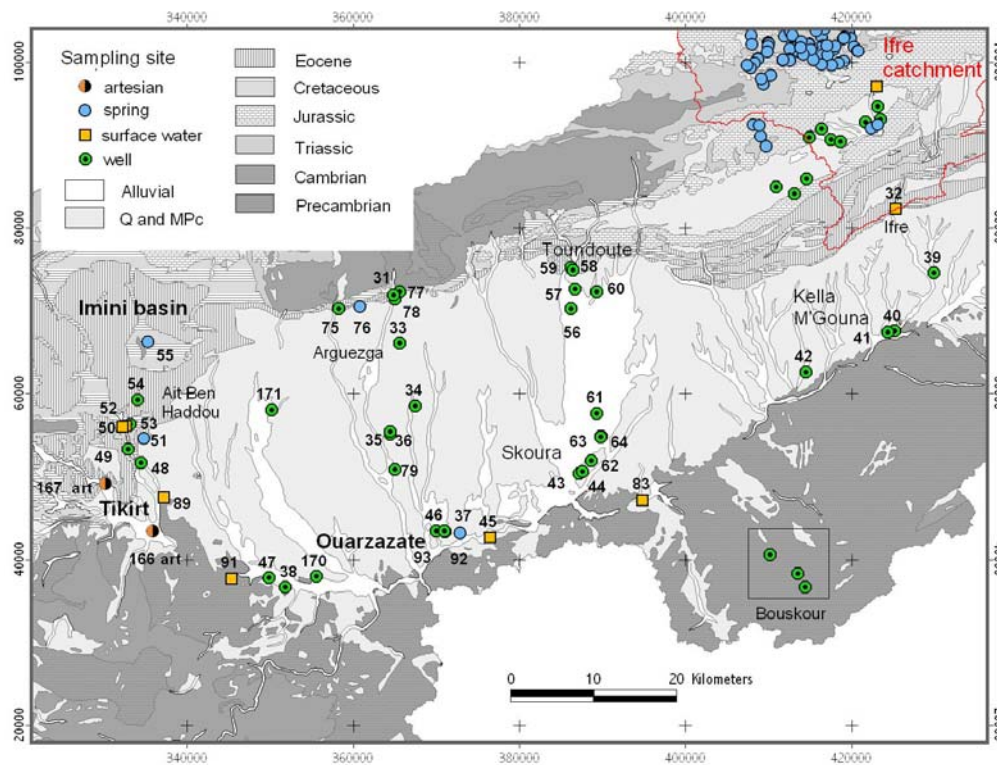 340000 360000 380000 400000 420000
100000
80000
60000
40000
20000
Sampling site
artesian
spring
surface water
well
Alluvial
Q and MPc
Eocene
Cretaceous
Jurassic
Triassic
Cambrian
Precambrian
Ifre
catchment
32
Ifre
39
Toundoute
59 58
57 60
56
31
77
78
75 76 33
Arguezga
Imini basin
55
Kella
M'Gouna
40
41
42
54
52
Ait Ben
Haddou
50 53
51
49 48
171
34
35 36
79
61
63 64
Skoura
62
43 44
167 art
Tikirt
89
166 art
83
46 37 45
Ouarzazate
93 92
91 47 170
38
Bouskour
0 10 20 Kilometers
340000 360000 380000 400000 420000